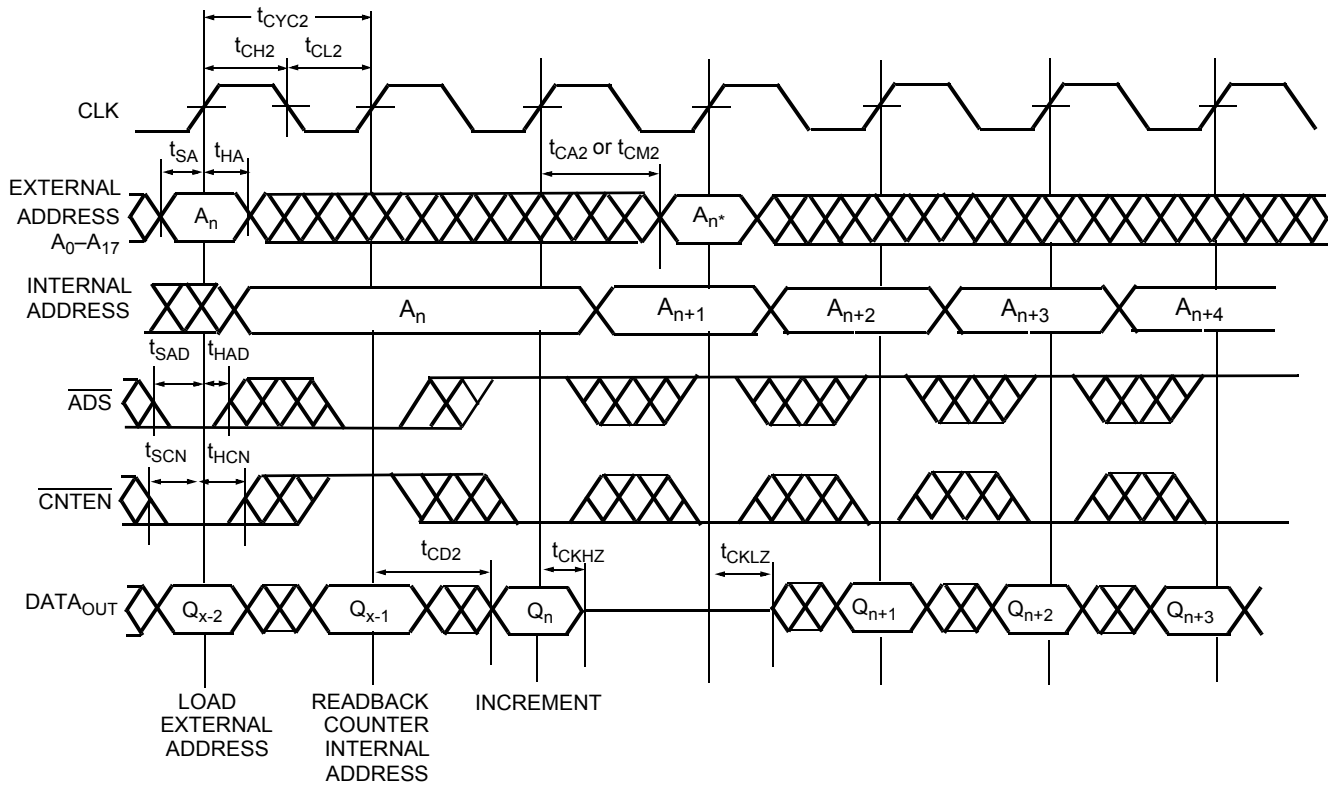 tCYC2
tCH2 tCL2
CLK
tSA tHA
tCA2 or tCM2
EXTERNAL
ADDRESS
A0–A17
An
An*
INTERNAL
ADDRESS
An
An+1
An+2
An+3
An+4
tSAD tHAD
ADS
tSCN tHCN
CNTEN
tCD2
tCKHZ
tCKLZ
DATAOUT
Qx-2
Qx-1
Qn
Qn+1
Qn+2
Qn+3
LOAD
EXTERNAL
ADDRESS
READBACK
COUNTER
INTERNAL
ADDRESS
INCREMENT